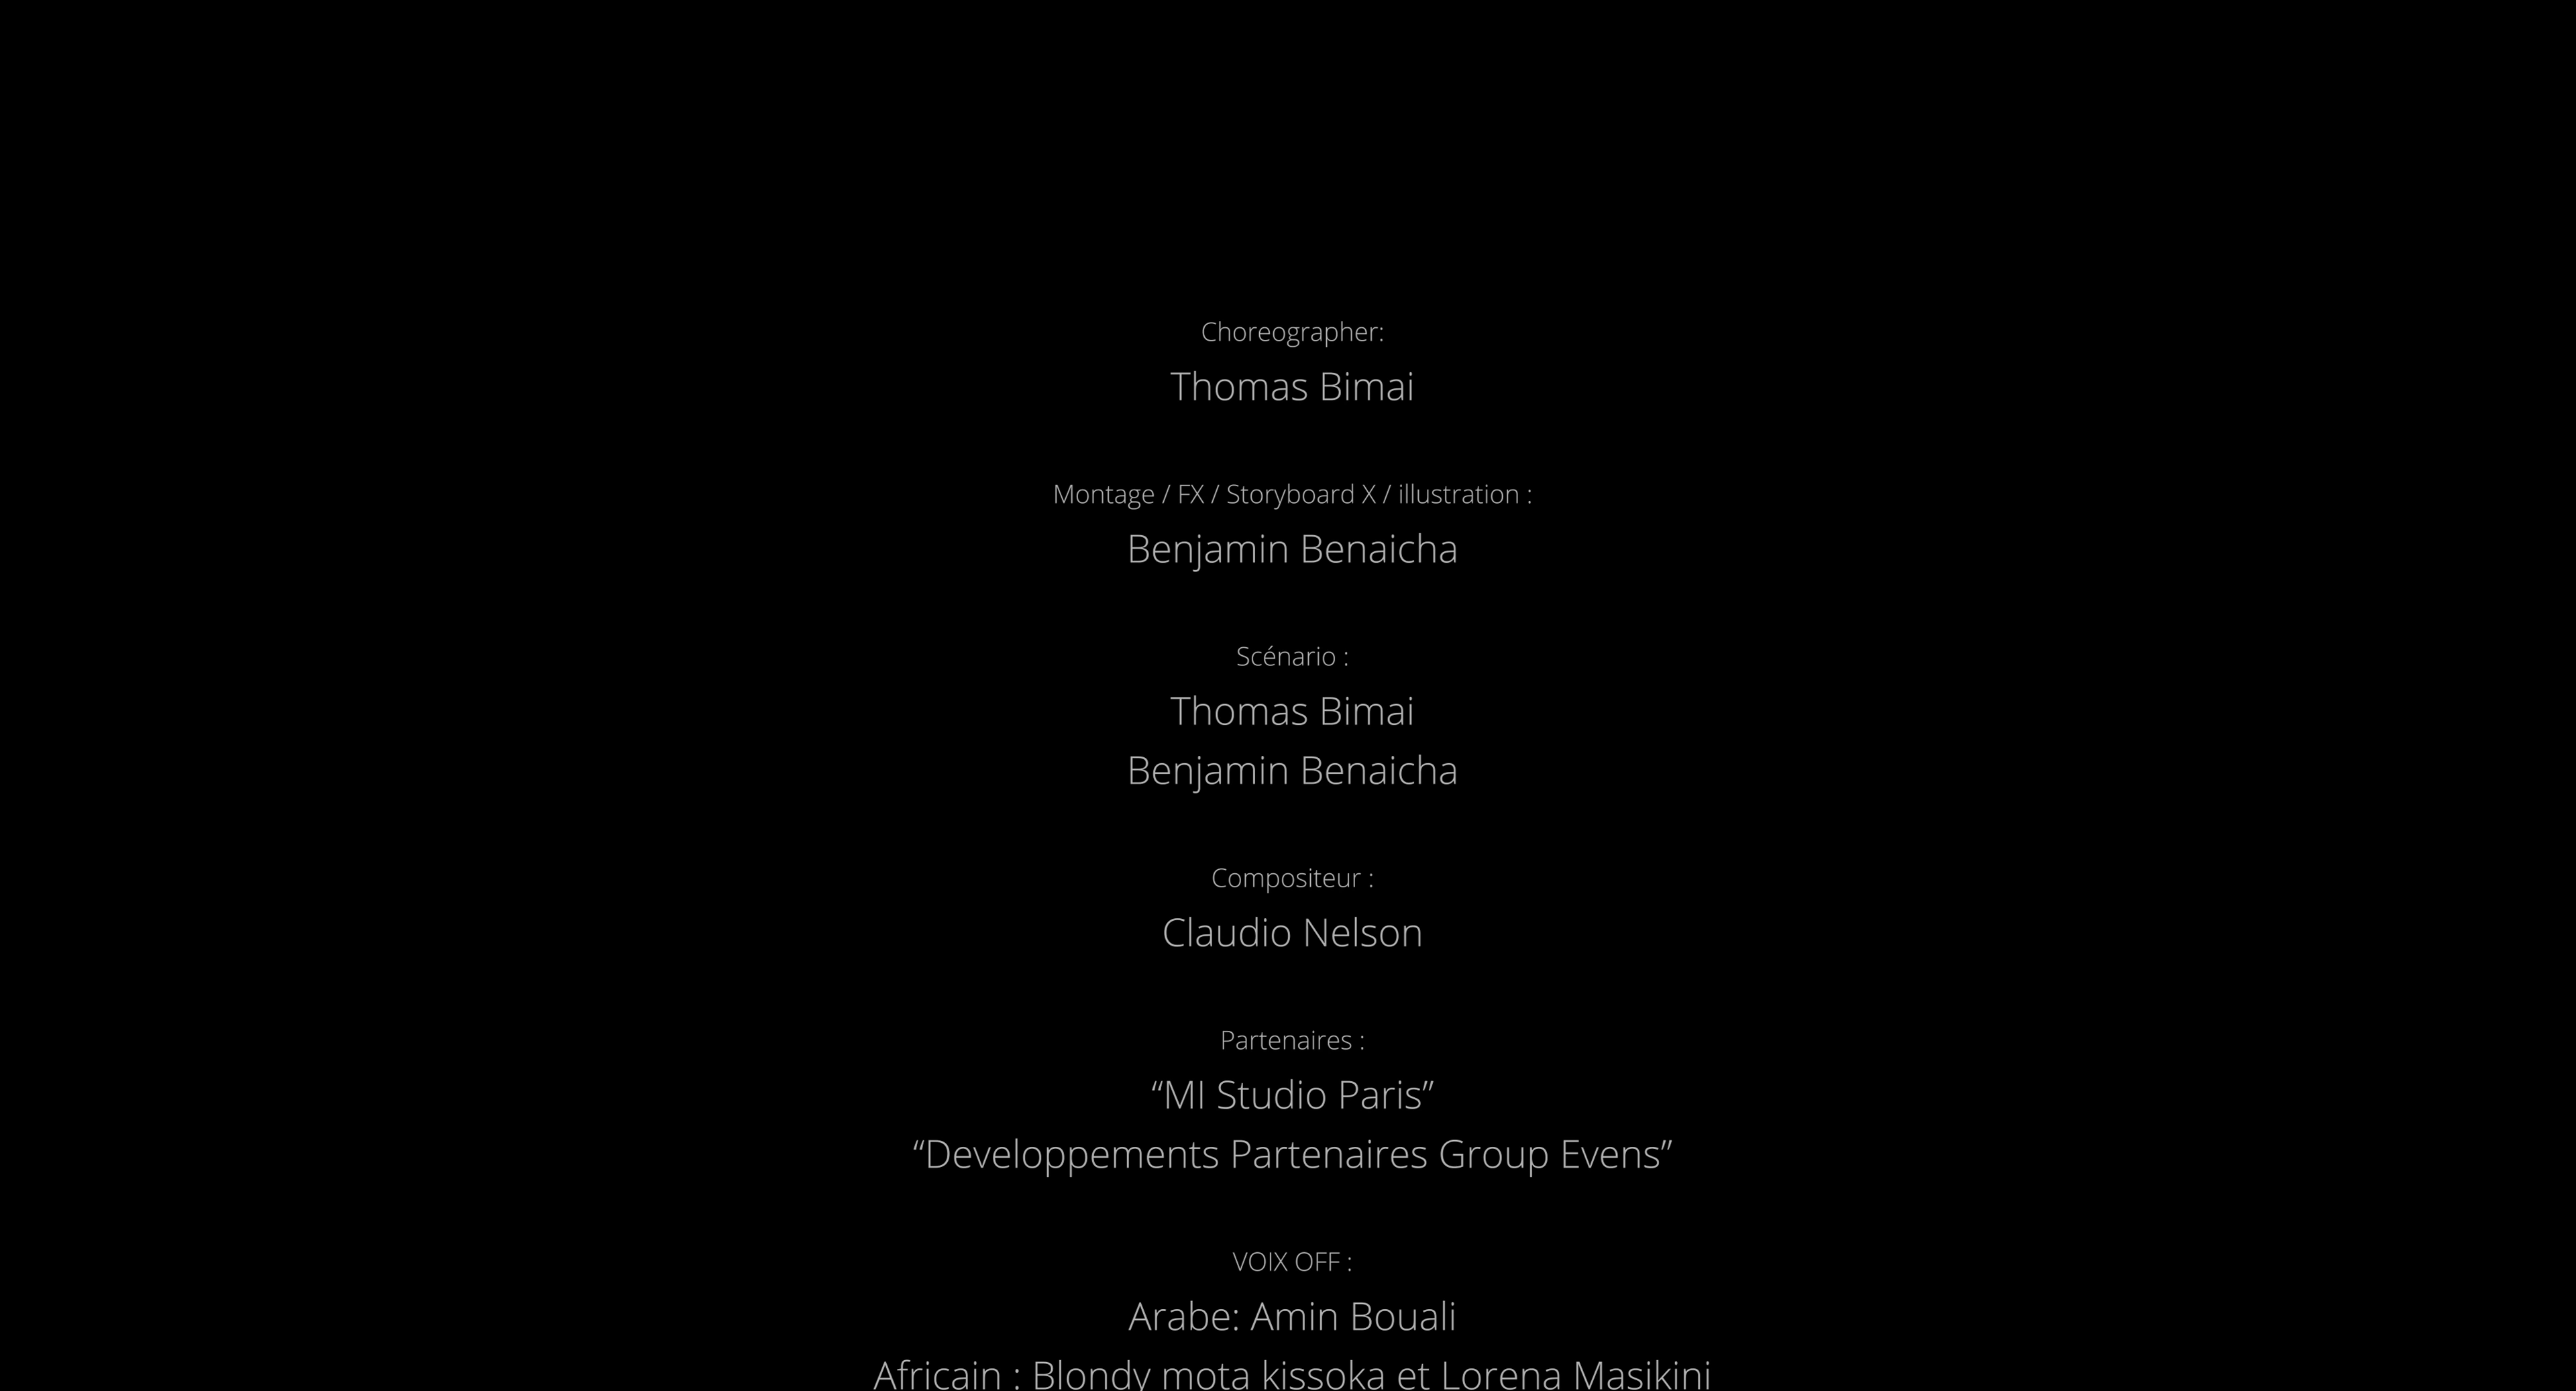 Choreographer:
Thomas Bimai
Montage / FX / Storyboard X / illustration :
Benjamin Benaicha
Scénario :
Thomas Bimai
Benjamin Benaicha
Compositeur :
Claudio Nelson
Partenaires :
“MI Studio Paris”
“Developpements Partenaires Group Evens”
VOIX OFF :
Arabe: Amin Bouali
Africain : Blondy mota kissoka et Lorena Masikini